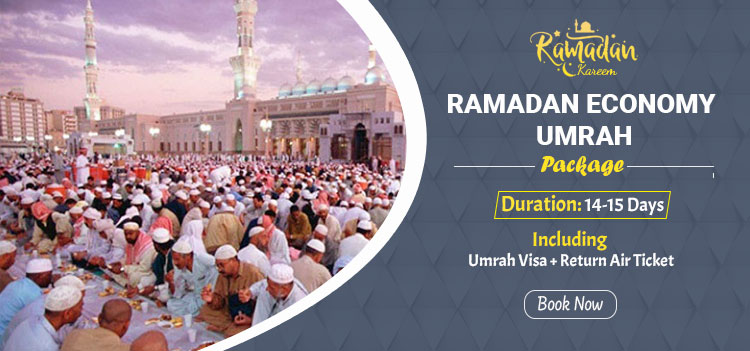 Ramadan
Kareem
RAMADAN ECONOMY
UMRAH
Package
Duration: 14-15 Days
Including
Umrah Visa + Return Air Ticket
Book Now